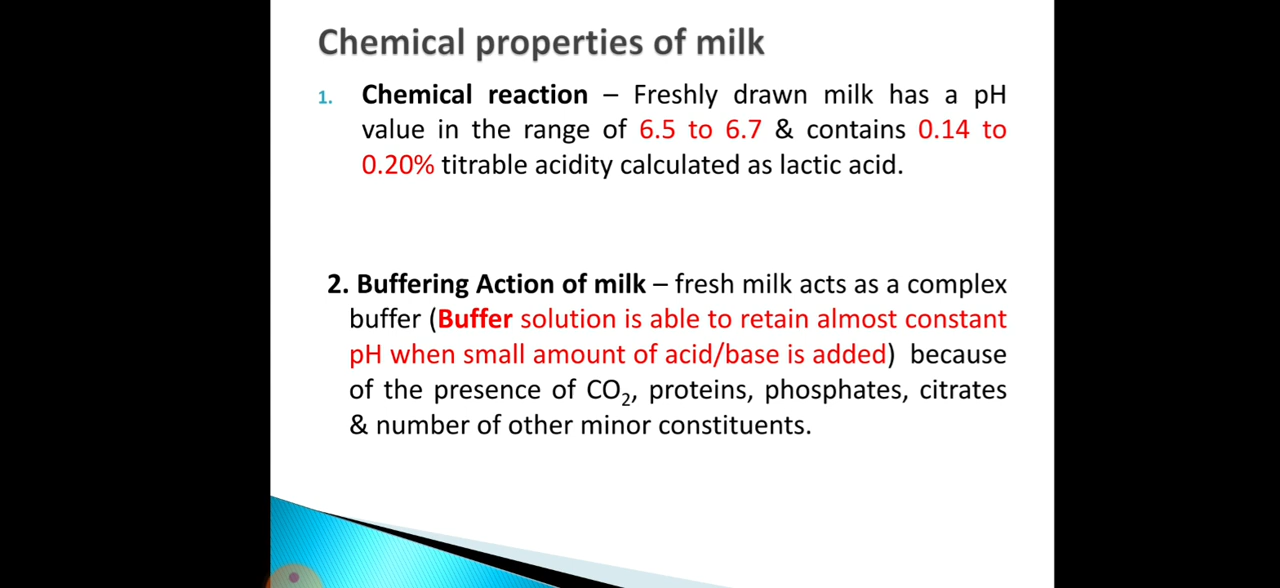 Chemical properties of milk
1. Chemical reaction – Freshly drawn milk has a pH
value in the range of 6.5 to 6.7 & contains 0.14 to
0.20% titrable acidity calculated as lactic acid.
2. Buffering Action of milk – fresh milk acts as a complex
buffer (Buffer solution is able to retain almost constant
pH when small amount of acid/base is added) because
of the presence of CO₂, proteins, phosphates, citrates
& number of other minor constituents.